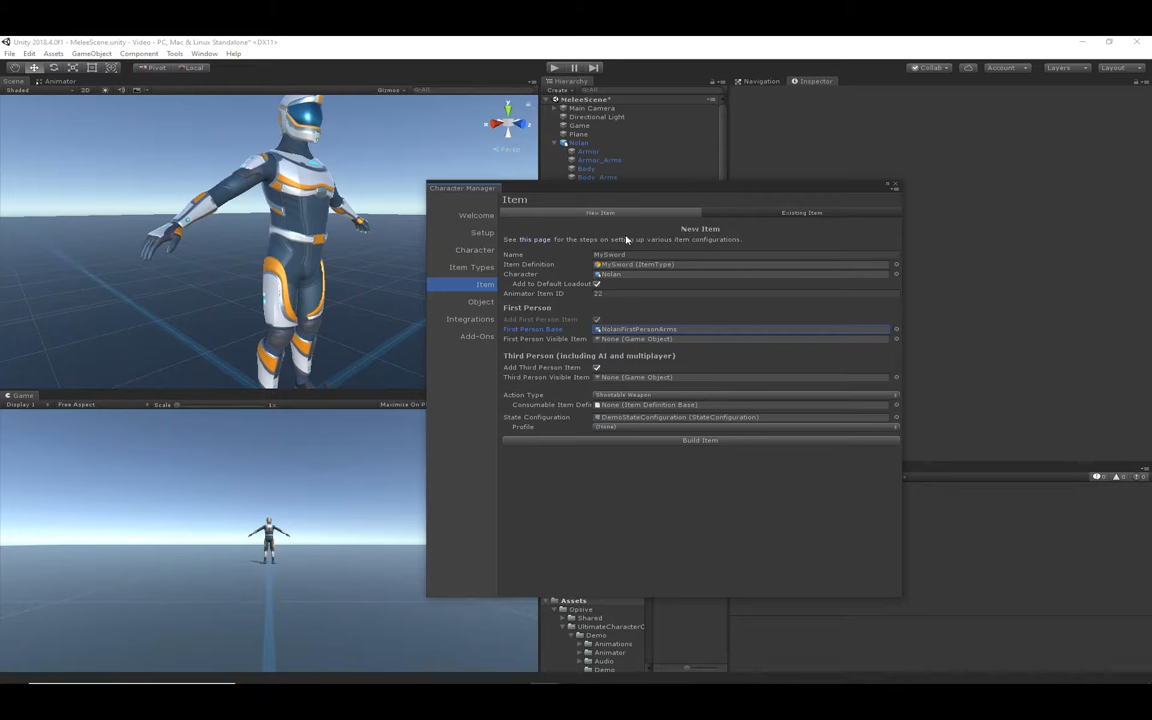 Unity 2018.4.0f1 - MeleeScene.unity - Video - PC, Mac & Linux Standalone* <DX11>
File Edit Assets GameObject Component Tools Window Help
Pivot Local Collab Account Layers Layout
Scene Animator Hierarchy Navigation Inspector
Shaded 2D Gizmos All Create All
MeleeScene*
Main Camera
Directional Light
Game
Plane
Nolan
Armor
Armor_Arms
Body
Body_Arms
Persp
Character Manager
Welcome
Setup
Character
Item Types
Item
Object
Integrations
Add-Ons
Item
New Item Existing Item
New Item
See this page for the steps on setting up various item configurations.
Name MySword
Item Definition MySword (ItemType)
Character Nolan
Add to Default Loadout
Animator Item ID 22
First Person
Add First Person Item
First Person Base NolanFirstPersonArms
First Person Visible Item None (Game Object)
Third Person (including AI and multiplayer)
Add Third Person Item
Third Person Visible Item None (Game Object)
Action Type Shootable Weapon
Consumable Item Defi None (Item Definition Base)
State Configuration DemoStateConfiguration (StateConfiguration)
Profile (None)
Build Item
Game
Display 1 Free Aspect Scale 1x Maximize On P
0 0 0
Assets
Opsive
Shared
UltimateCharacterC
Demo
Animations
Animator
Audio
Demo